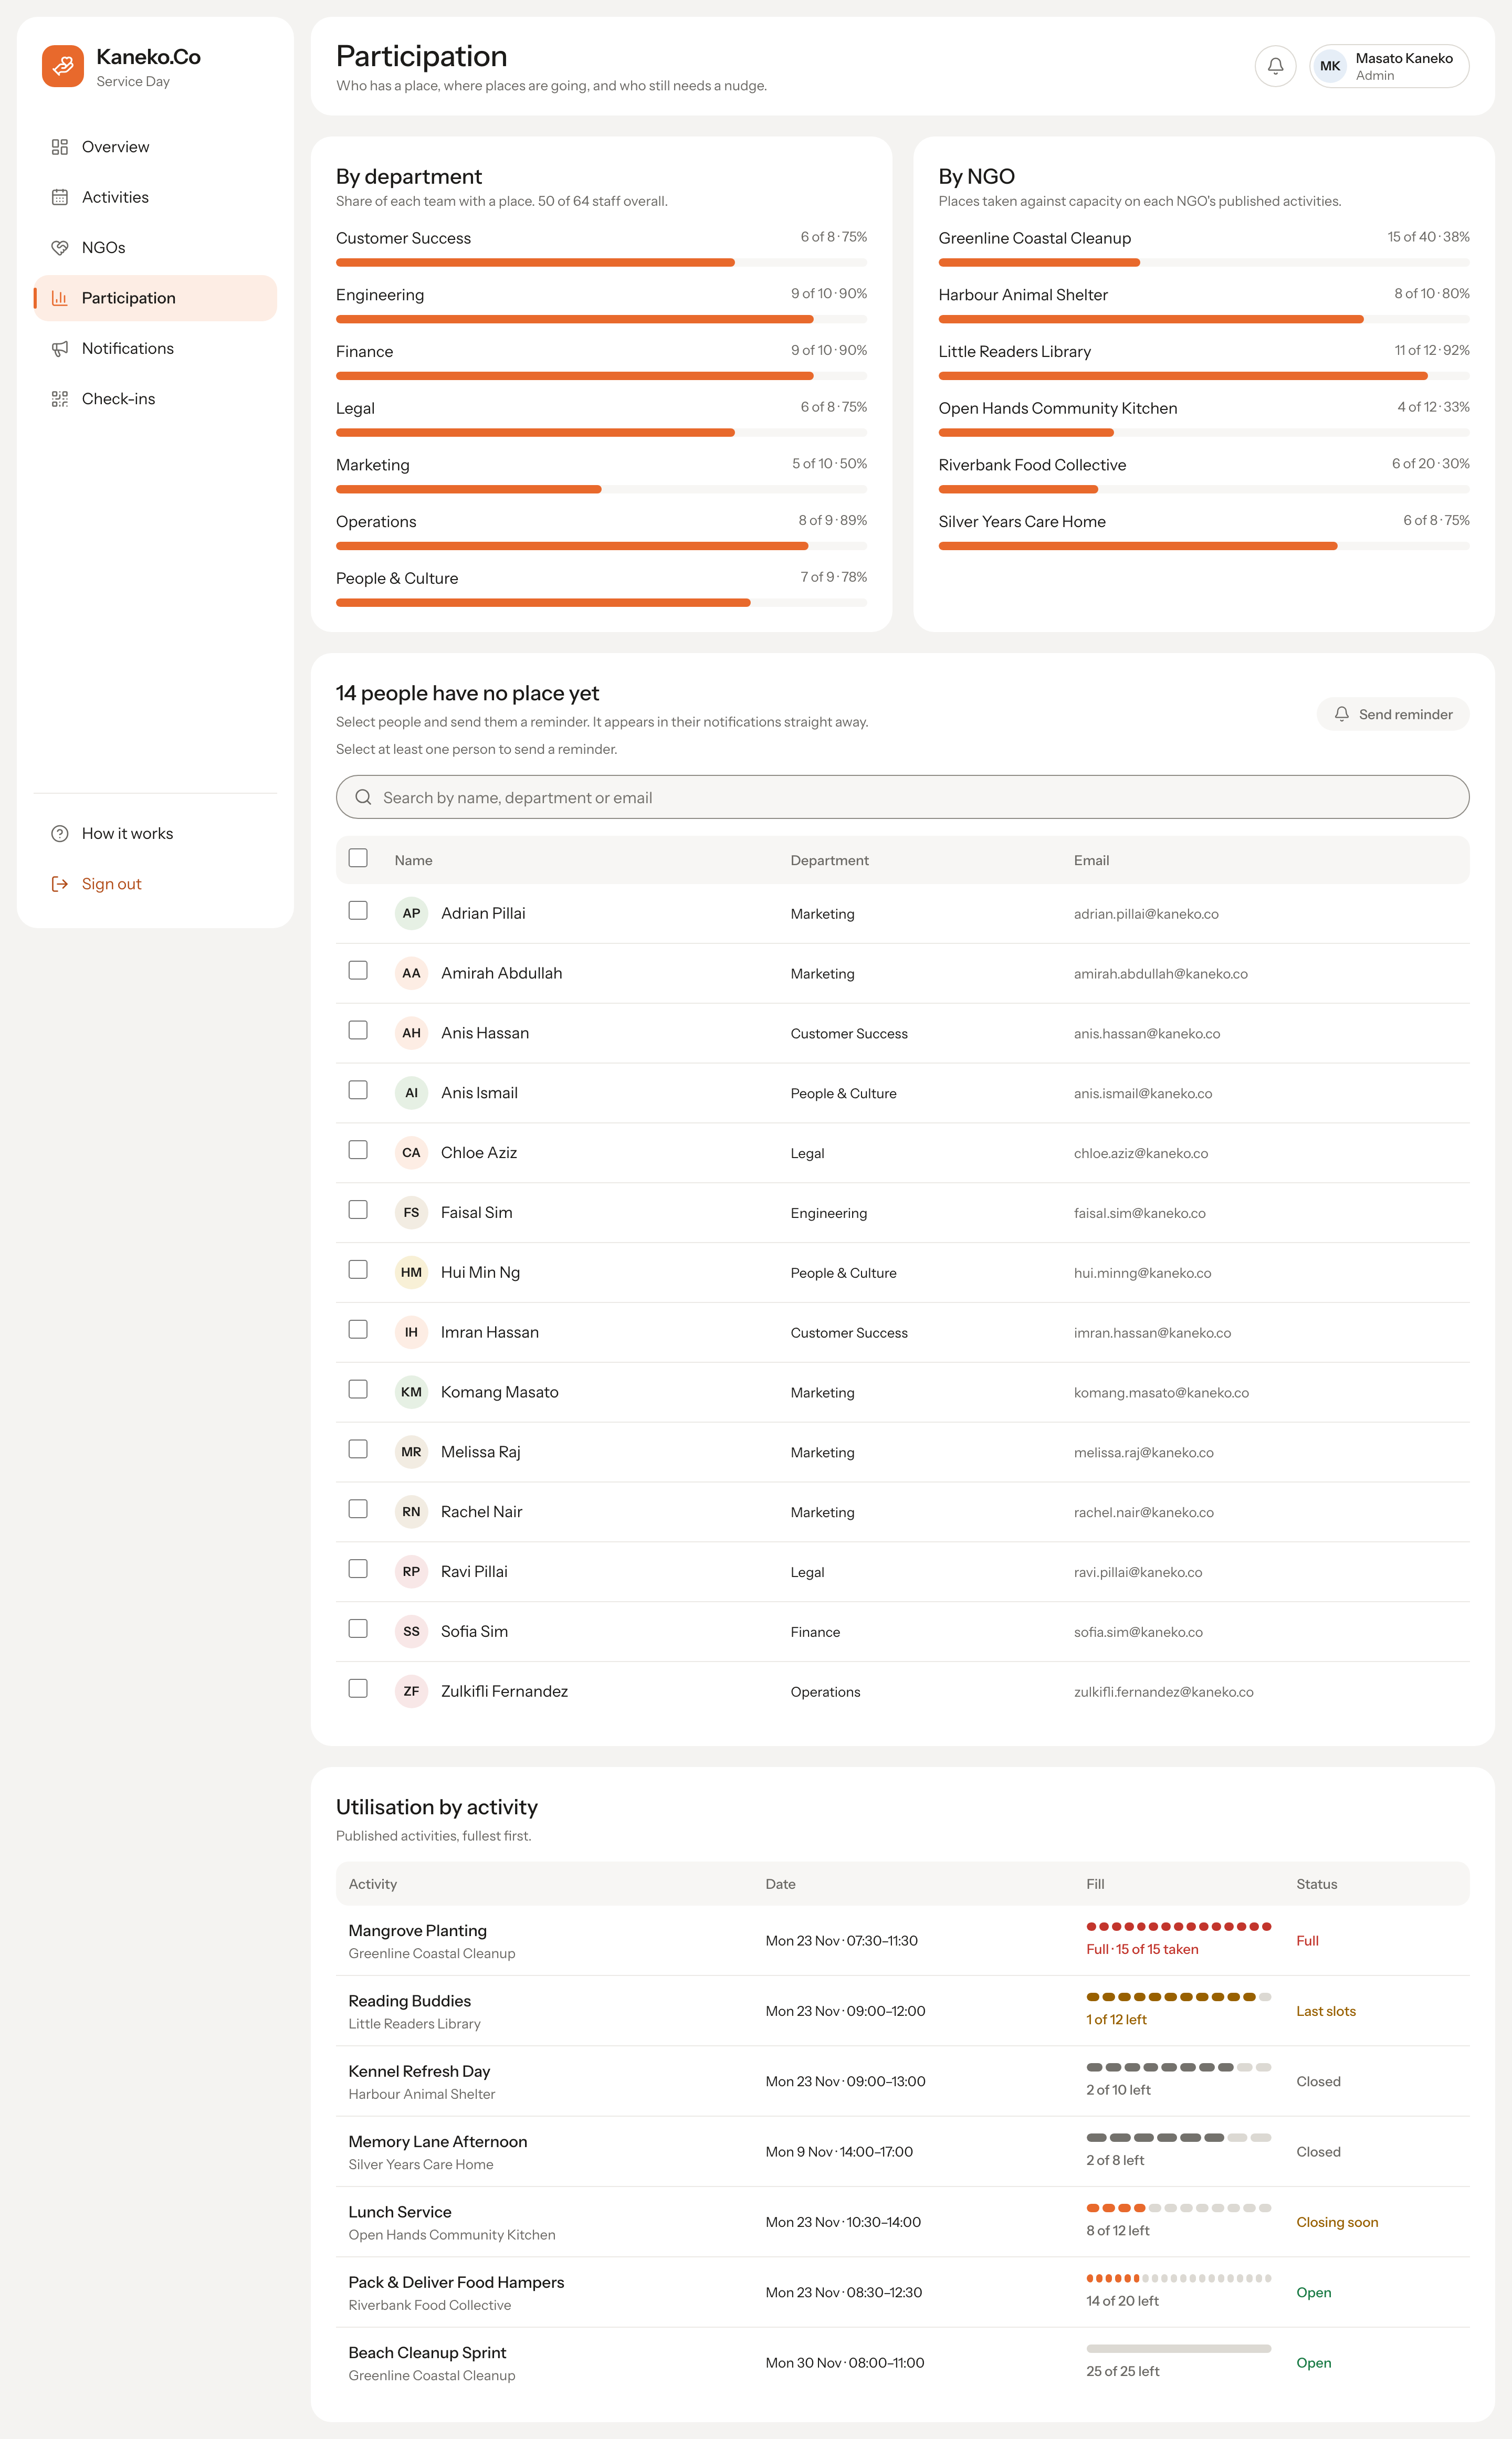 Kaneko.Co
Service Day
Overview
Activities
NGOs
Participation
Notifications
Check-ins
How it works
Sign out
Participation
Who has a place, where places are going, and who still needs a nudge.
MK
Masato Kaneko
Admin
By department
Share of each team with a place. 50 of 64 staff overall.
Customer Success 6 of 8 · 75%
Engineering 9 of 10 · 90%
Finance 9 of 10 · 90%
Legal 6 of 8 · 75%
Marketing 5 of 10 · 50%
Operations 8 of 9 · 89%
People & Culture 7 of 9 · 78%
By NGO
Places taken against capacity on each NGO's published activities.
Greenline Coastal Cleanup 15 of 40 · 38%
Harbour Animal Shelter 8 of 10 · 80%
Little Readers Library 11 of 12 · 92%
Open Hands Community Kitchen 4 of 12 · 33%
Riverbank Food Collective 6 of 20 · 30%
Silver Years Care Home 6 of 8 · 75%
14 people have no place yet
Select people and send them a reminder. It appears in their notifications straight away.
Select at least one person to send a reminder.
Send reminder
Search by name, department or email
Name Department Email
AP Adrian Pillai Marketing adrian.pillai@kaneko.co
AA Amirah Abdullah Marketing amirah.abdullah@kaneko.co
AH Anis Hassan Customer Success anis.hassan@kaneko.co
AI Anis Ismail People & Culture anis.ismail@kaneko.co
CA Chloe Aziz Legal chloe.aziz@kaneko.co
FS Faisal Sim Engineering faisal.sim@kaneko.co
HM Hui Min Ng People & Culture hui.minng@kaneko.co
IH Imran Hassan Customer Success imran.hassan@kaneko.co
KM Komang Masato Marketing komang.masato@kaneko.co
MR Melissa Raj Marketing melissa.raj@kaneko.co
RN Rachel Nair Marketing rachel.nair@kaneko.co
RP Ravi Pillai Legal ravi.pillai@kaneko.co
SS Sofia Sim Finance sofia.sim@kaneko.co
ZF Zulkifli Fernandez Operations zulkifli.fernandez@kaneko.co
Utilisation by activity
Published activities, fullest first.
Activity Date Fill Status
Mangrove Planting
Greenline Coastal Cleanup
Mon 23 Nov · 07:30–11:30
Full · 15 of 15 taken
Full
Reading Buddies
Little Readers Library
Mon 23 Nov · 09:00–12:00
1 of 12 left
Last slots
Kennel Refresh Day
Harbour Animal Shelter
Mon 23 Nov · 09:00–13:00
2 of 10 left
Closed
Memory Lane Afternoon
Silver Years Care Home
Mon 9 Nov · 14:00–17:00
2 of 8 left
Closed
Lunch Service
Open Hands Community Kitchen
Mon 23 Nov · 10:30–14:00
8 of 12 left
Closing soon
Pack & Deliver Food Hampers
Riverbank Food Collective
Mon 23 Nov · 08:30–12:30
14 of 20 left
Open
Beach Cleanup Sprint
Greenline Coastal Cleanup
Mon 30 Nov · 08:00–11:00
25 of 25 left
Open